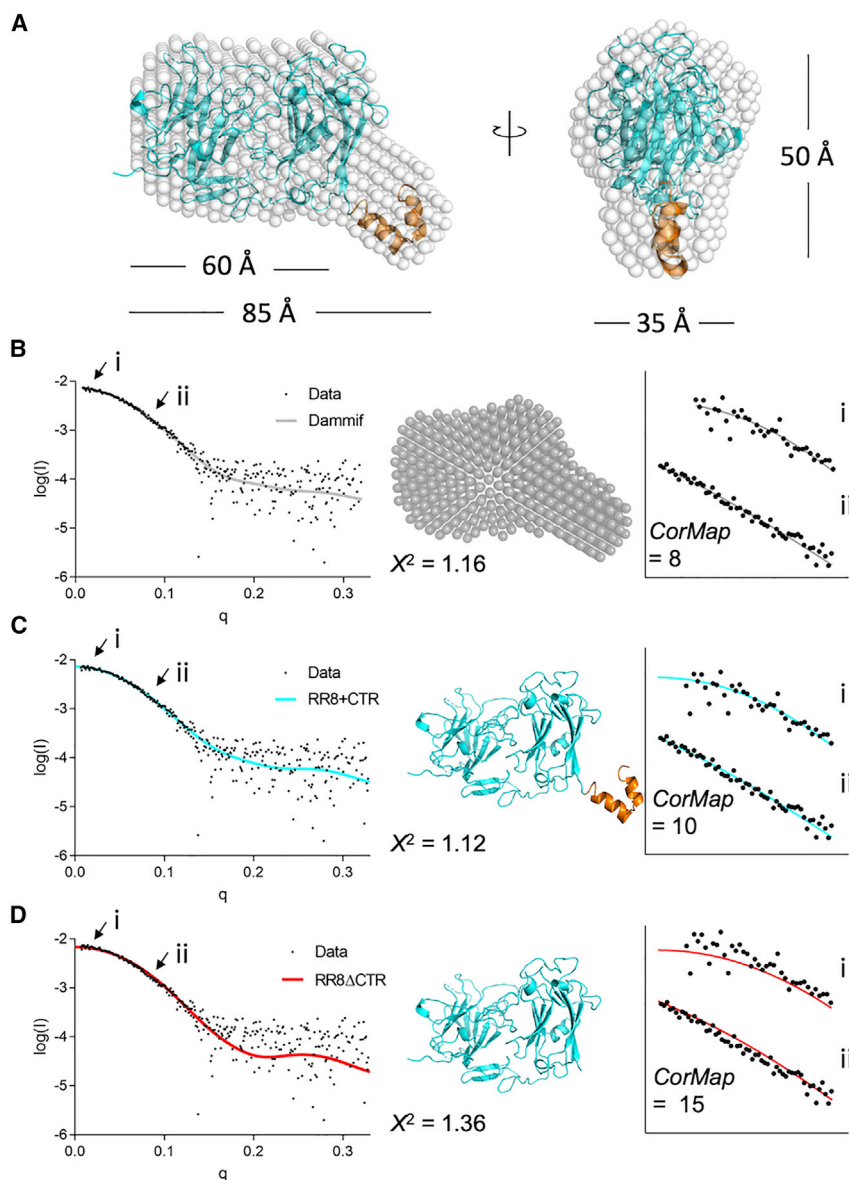 A
60 Å
85 Å
50 Å
35 Å
B
i
ii
-2
-3
-4
-5
-6
log(I)
0.0
0.1
0.2
0.3
q
Data
Dammif
X² = 1.16
i
ii
CorMap
= 8
C
i
ii
-2
-3
-4
-5
-6
log(I)
0.0
0.1
0.2
0.3
q
Data
RR8+CTR
X² = 1.12
i
ii
CorMap
= 10
D
i
ii
-2
-3
-4
-5
-6
log(I)
0.0
0.1
0.2
0.3
q
Data
RR8ΔCTR
X² = 1.36
i
ii
CorMap
= 15